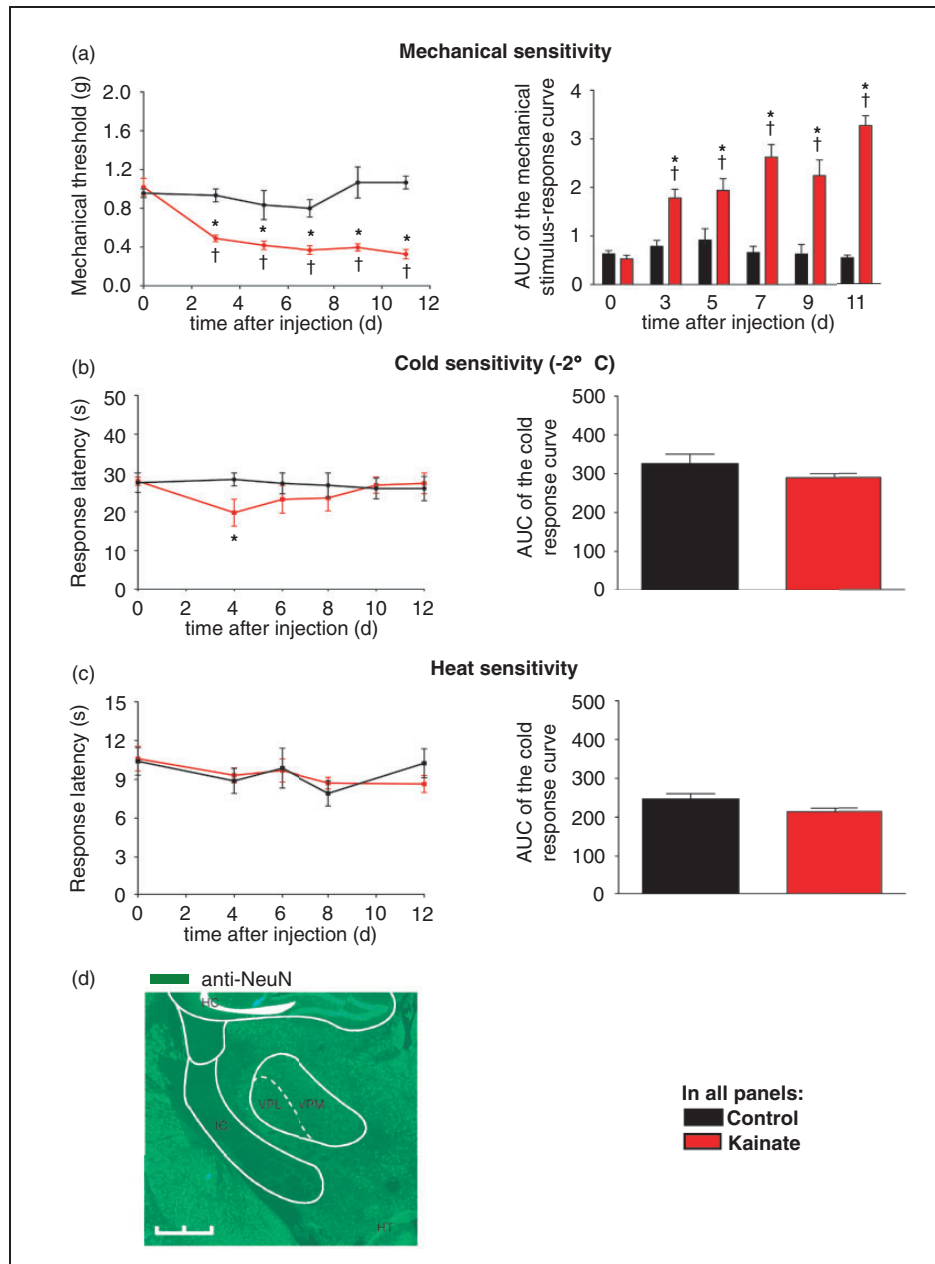 (a)
Mechanical sensitivity
Mechanical threshold (g)
2.0
1.6
1.2
0.8
0.4
0.0
* * * * *
† † † † †
0 2 4 6 8 10 12
time after injection (d)
AUC of the mechanical
stimulus-response curve
4
3
2
1
0
* * * * *
† † † † †
0 3 5 7 9 11
time after injection (d)
(b)
Cold sensitivity (-2° C)
Response latency (s)
50
40
30
20
10
0
*
0 2 4 6 8 10 12
time after injection (d)
AUC of the cold
response curve
500
400
300
200
100
0
(c)
Heat sensitivity
Response latency (s)
15
12
9
6
3
0
0 2 4 6 8 10 12
time after injection (d)
AUC of the cold
response curve
500
400
300
200
100
0
(d)
anti-NeuN
HC
VPL VPM
IC
HT
In all panels:
Control
Kainate